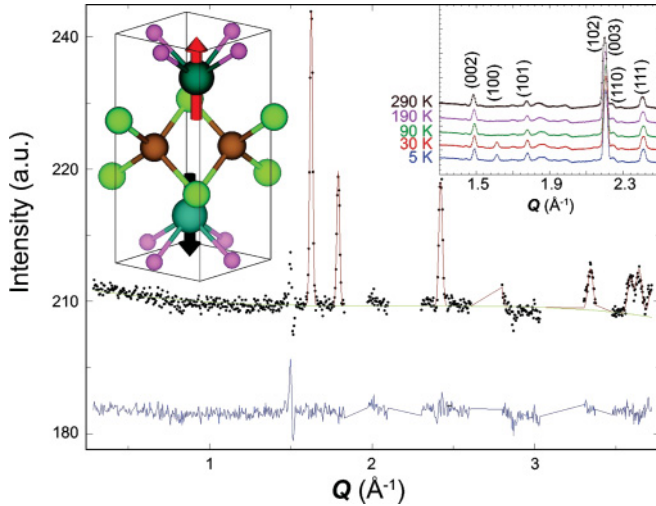 240
220
210
180
Intensity (a.u.)
1
2
3
Q (Å⁻¹)
(102)
(003)
(002)
(100)
(101)
(110)
(111)
290 K
190 K
90 K
30 K
5 K
1.5
1.9
2.3
Q (Å⁻¹)